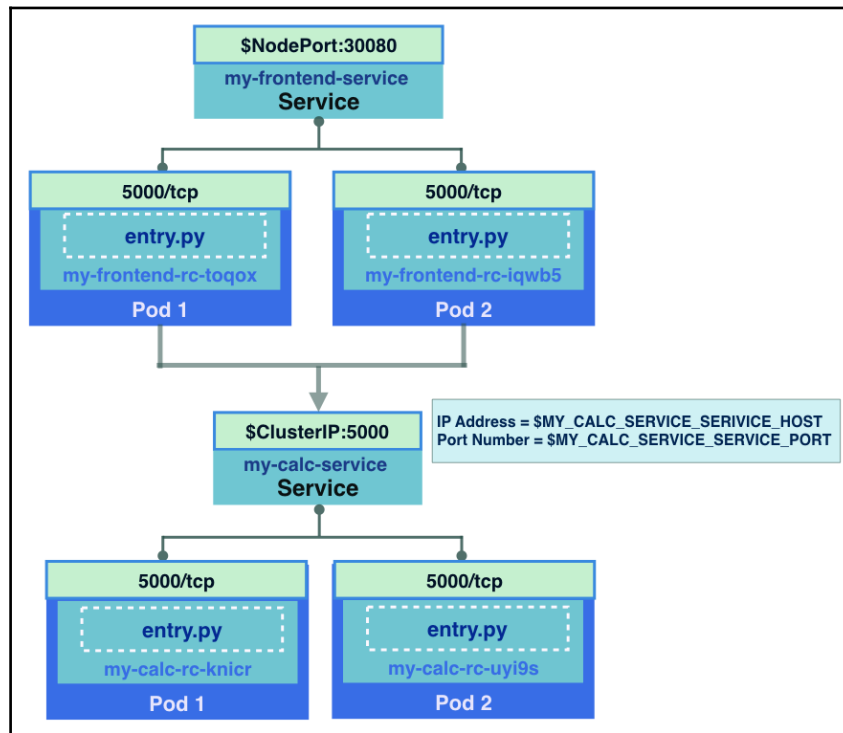 $NodePort:30080
my-frontend-service
Service
5000/tcp
entry.py
my-frontend-rc-toqox
Pod 1
5000/tcp
entry.py
my-frontend-rc-iqwb5
Pod 2
$ClusterIP:5000
my-calc-service
Service
IP Address = $MY_CALC_SERVICE_SERIVICE_HOST
Port Number = $MY_CALC_SERVICE_SERVICE_PORT
5000/tcp
entry.py
my-calc-rc-knicr
Pod 1
5000/tcp
entry.py
my-calc-rc-uyi9s
Pod 2